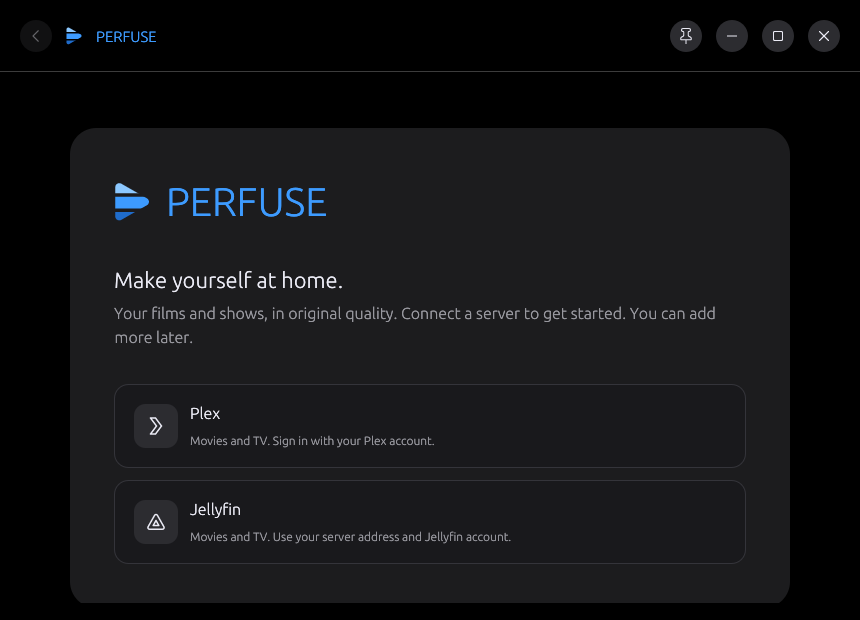 PERFUSE
PERFUSE
Make yourself at home.
Your films and shows, in original quality. Connect a server to get started. You can add
more later.
Plex
Movies and TV. Sign in with your Plex account.
Jellyfin
Movies and TV. Use your server address and Jellyfin account.